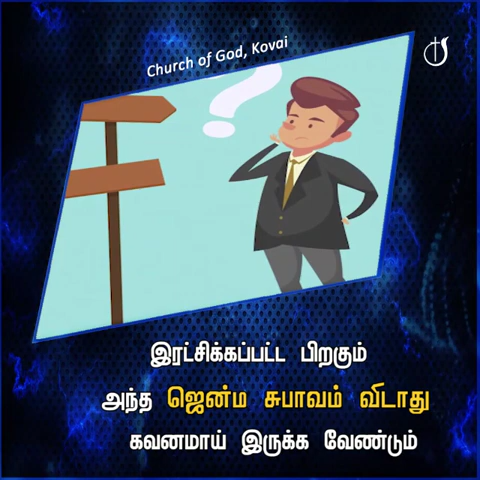 Church of God, Kovai
?
இரட்சிக்கப்பட்ட பிறகும்
அந்த ஜென்ம சுபாவம் விடாது
கவனமாய் இருக்க வேண்டும்